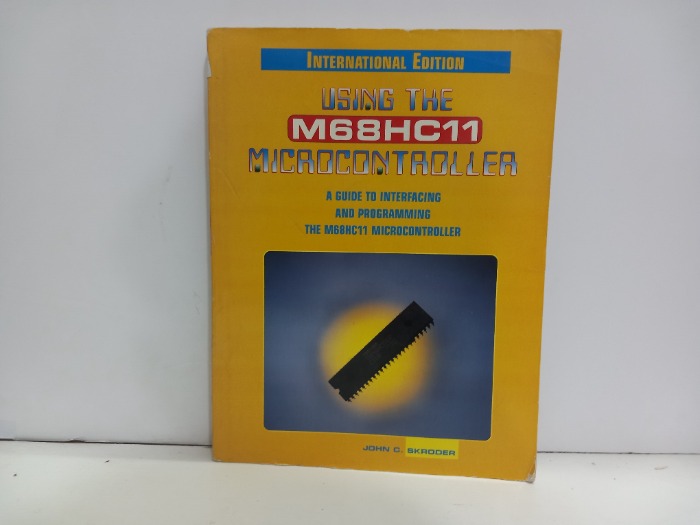 INTERNATIONAL EDITION
USING THE
M68HC11
MICROCONTROLLER
A GUIDE TO INTERFACING
AND PROGRAMMING
THE M68HC11 MICROCONTROLLER
JOHN C. SKRODER